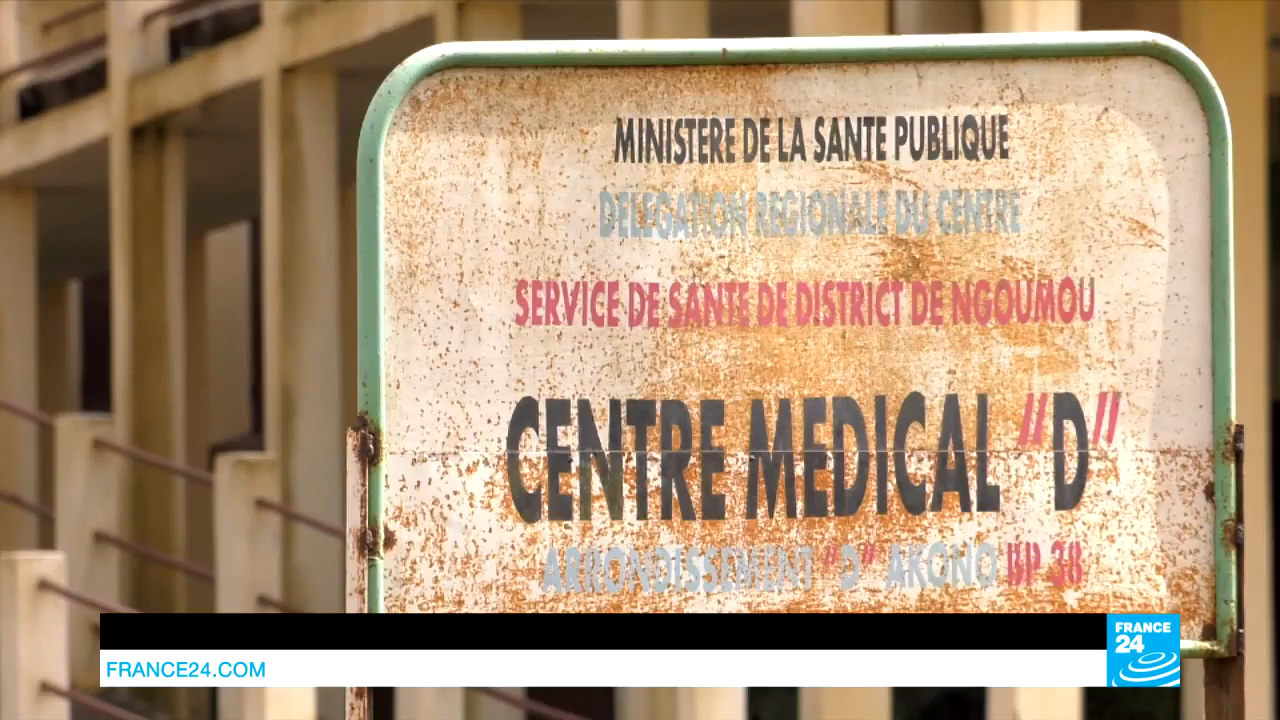 MINISTERE DE LA SANTE PUBLIQUE
DELEGATION REGIONALE DU CENTRE
SERVICE DE SANTE DE DISTRICT DE NGOUMOU
CENTRE MEDICAL "D"
ARRONDISSEMENT "D" AKONO BP 38
FRANCE24.COM
FRANCE
24